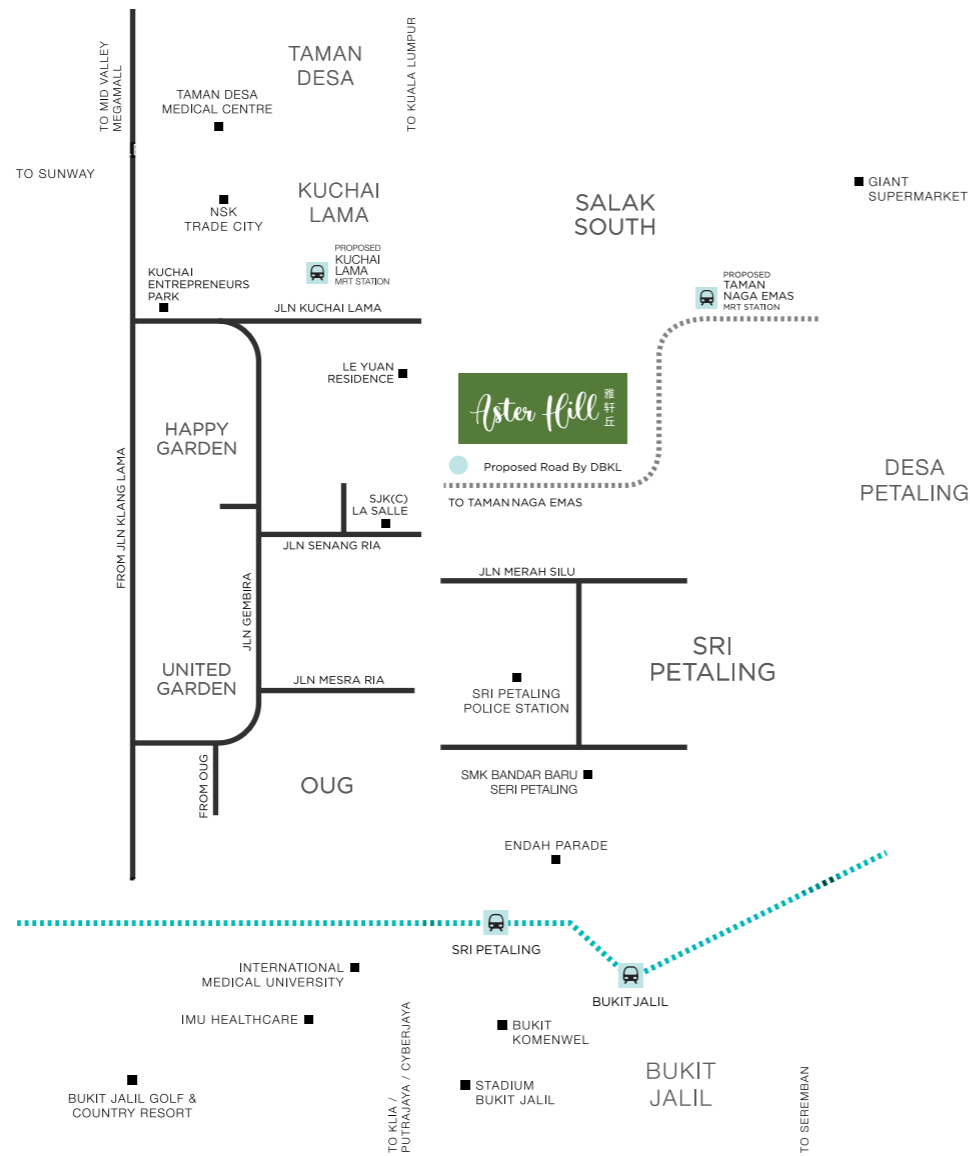 TAMAN
DESA
TO MID VALLEY
MEGAMALL
TO KUALA LUMPUR
TAMAN DESA
MEDICAL CENTRE
TO SUNWAY
GIANT
SUPERMARKET
KUCHAI
LAMA
SALAK
SOUTH
NSK
TRADE CITY
PROPOSED
KUCHAI
LAMA
MRT STATION
KUCHAI
ENTREPRENEURS
PARK
PROPOSED
TAMAN
NAGA EMAS
MRT STATION
JLN KUCHAI LAMA
LE YUAN
RESIDENCE
Aster Hill
雅轩丘
HAPPY
GARDEN
FROM JLN KLANG LAMA
Proposed Road By DBKL
DESA
PETALING
SJK(C)
LA SALLE
TO TAMAN NAGA EMAS
JLN SENANG RIA
JLN GEMBIRA
JLN MERAH SILU
SRI
PETALING
UNITED
GARDEN
JLN MESRA RIA
SRI PETALING
POLICE STATION
FROM OUG
OUG
SMK BANDAR BARU
SERI PETALING
ENDAH PARADE
SRI PETALING
INTERNATIONAL
MEDICAL UNIVERSITY
BUKIT JALIL
IMU HEALTHCARE
TO KLIA /
PUTRAJAYA / CYBERJAYA
BUKIT
KOMENWEL
BUKIT
JALIL
BUKIT JALIL GOLF &
COUNTRY RESORT
STADIUM
BUKIT JALIL
TO SEREMBAN